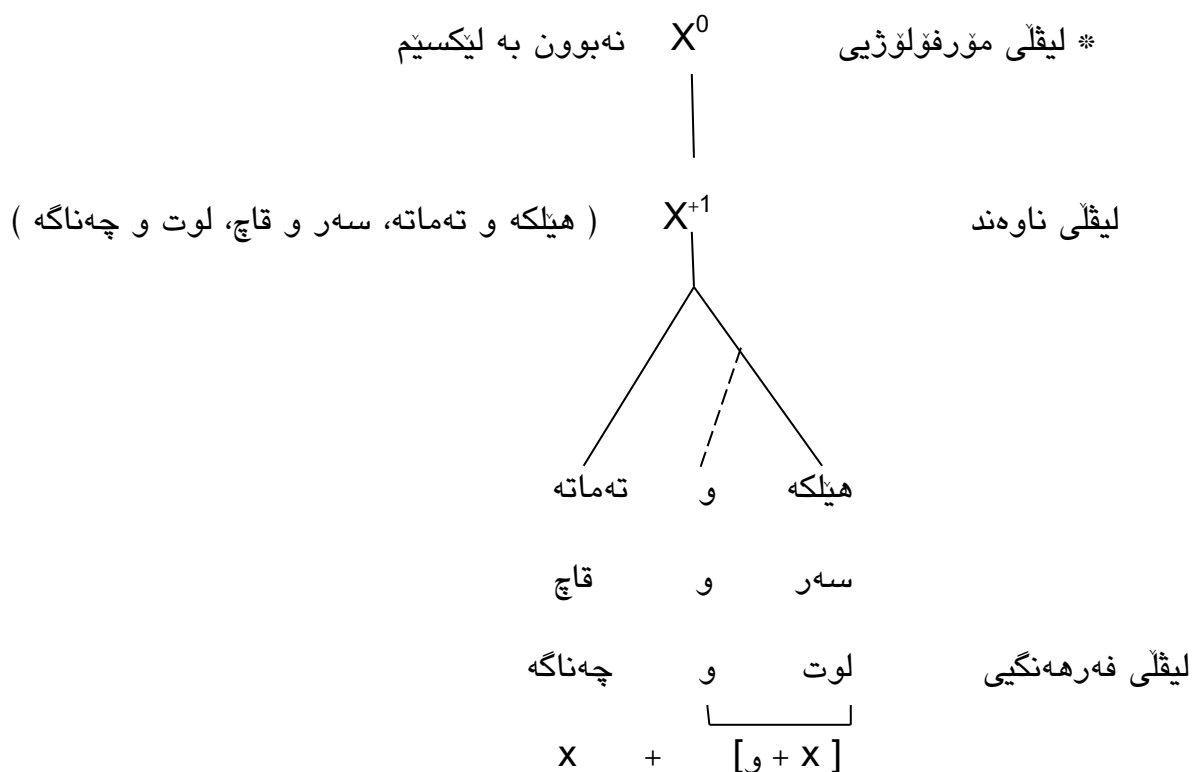 * لیڤڵی مۆرفۆلۆژیی X⁰ نەبوون بە لێکسێم
لیڤڵی ناوەند X⁺¹ ( هێلکە و تەماتە، سەر و قاچ، لوت و چەناگە )
هێلکە و تەماتە
سەر و قاچ
لیڤڵی فەرهەنگیی لوت و چەناگە
[ x + و] + x